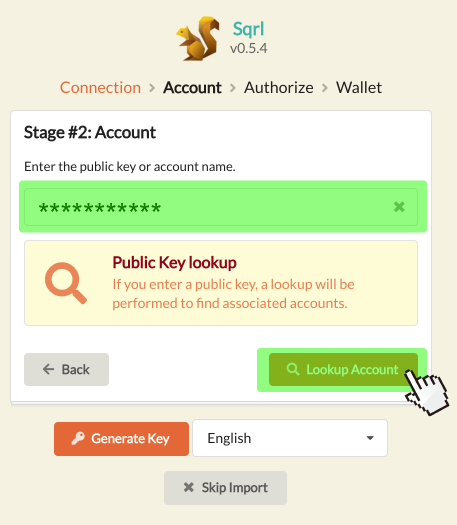 Sqrl
v0.5.4
Connection > Account > Authorize > Wallet
Stage #2: Account
Enter the public key or account name.
***********
Public Key lookup
If you enter a public key, a lookup will be
performed to find associated accounts.
Back
Lookup Account
Generate Key
English
Skip Import